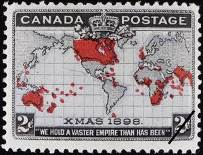 CANADA POSTAGE
XMAS 1898
2¢ 2¢
"WE HOLD A VASTER EMPIRE THAN HAS BEEN"